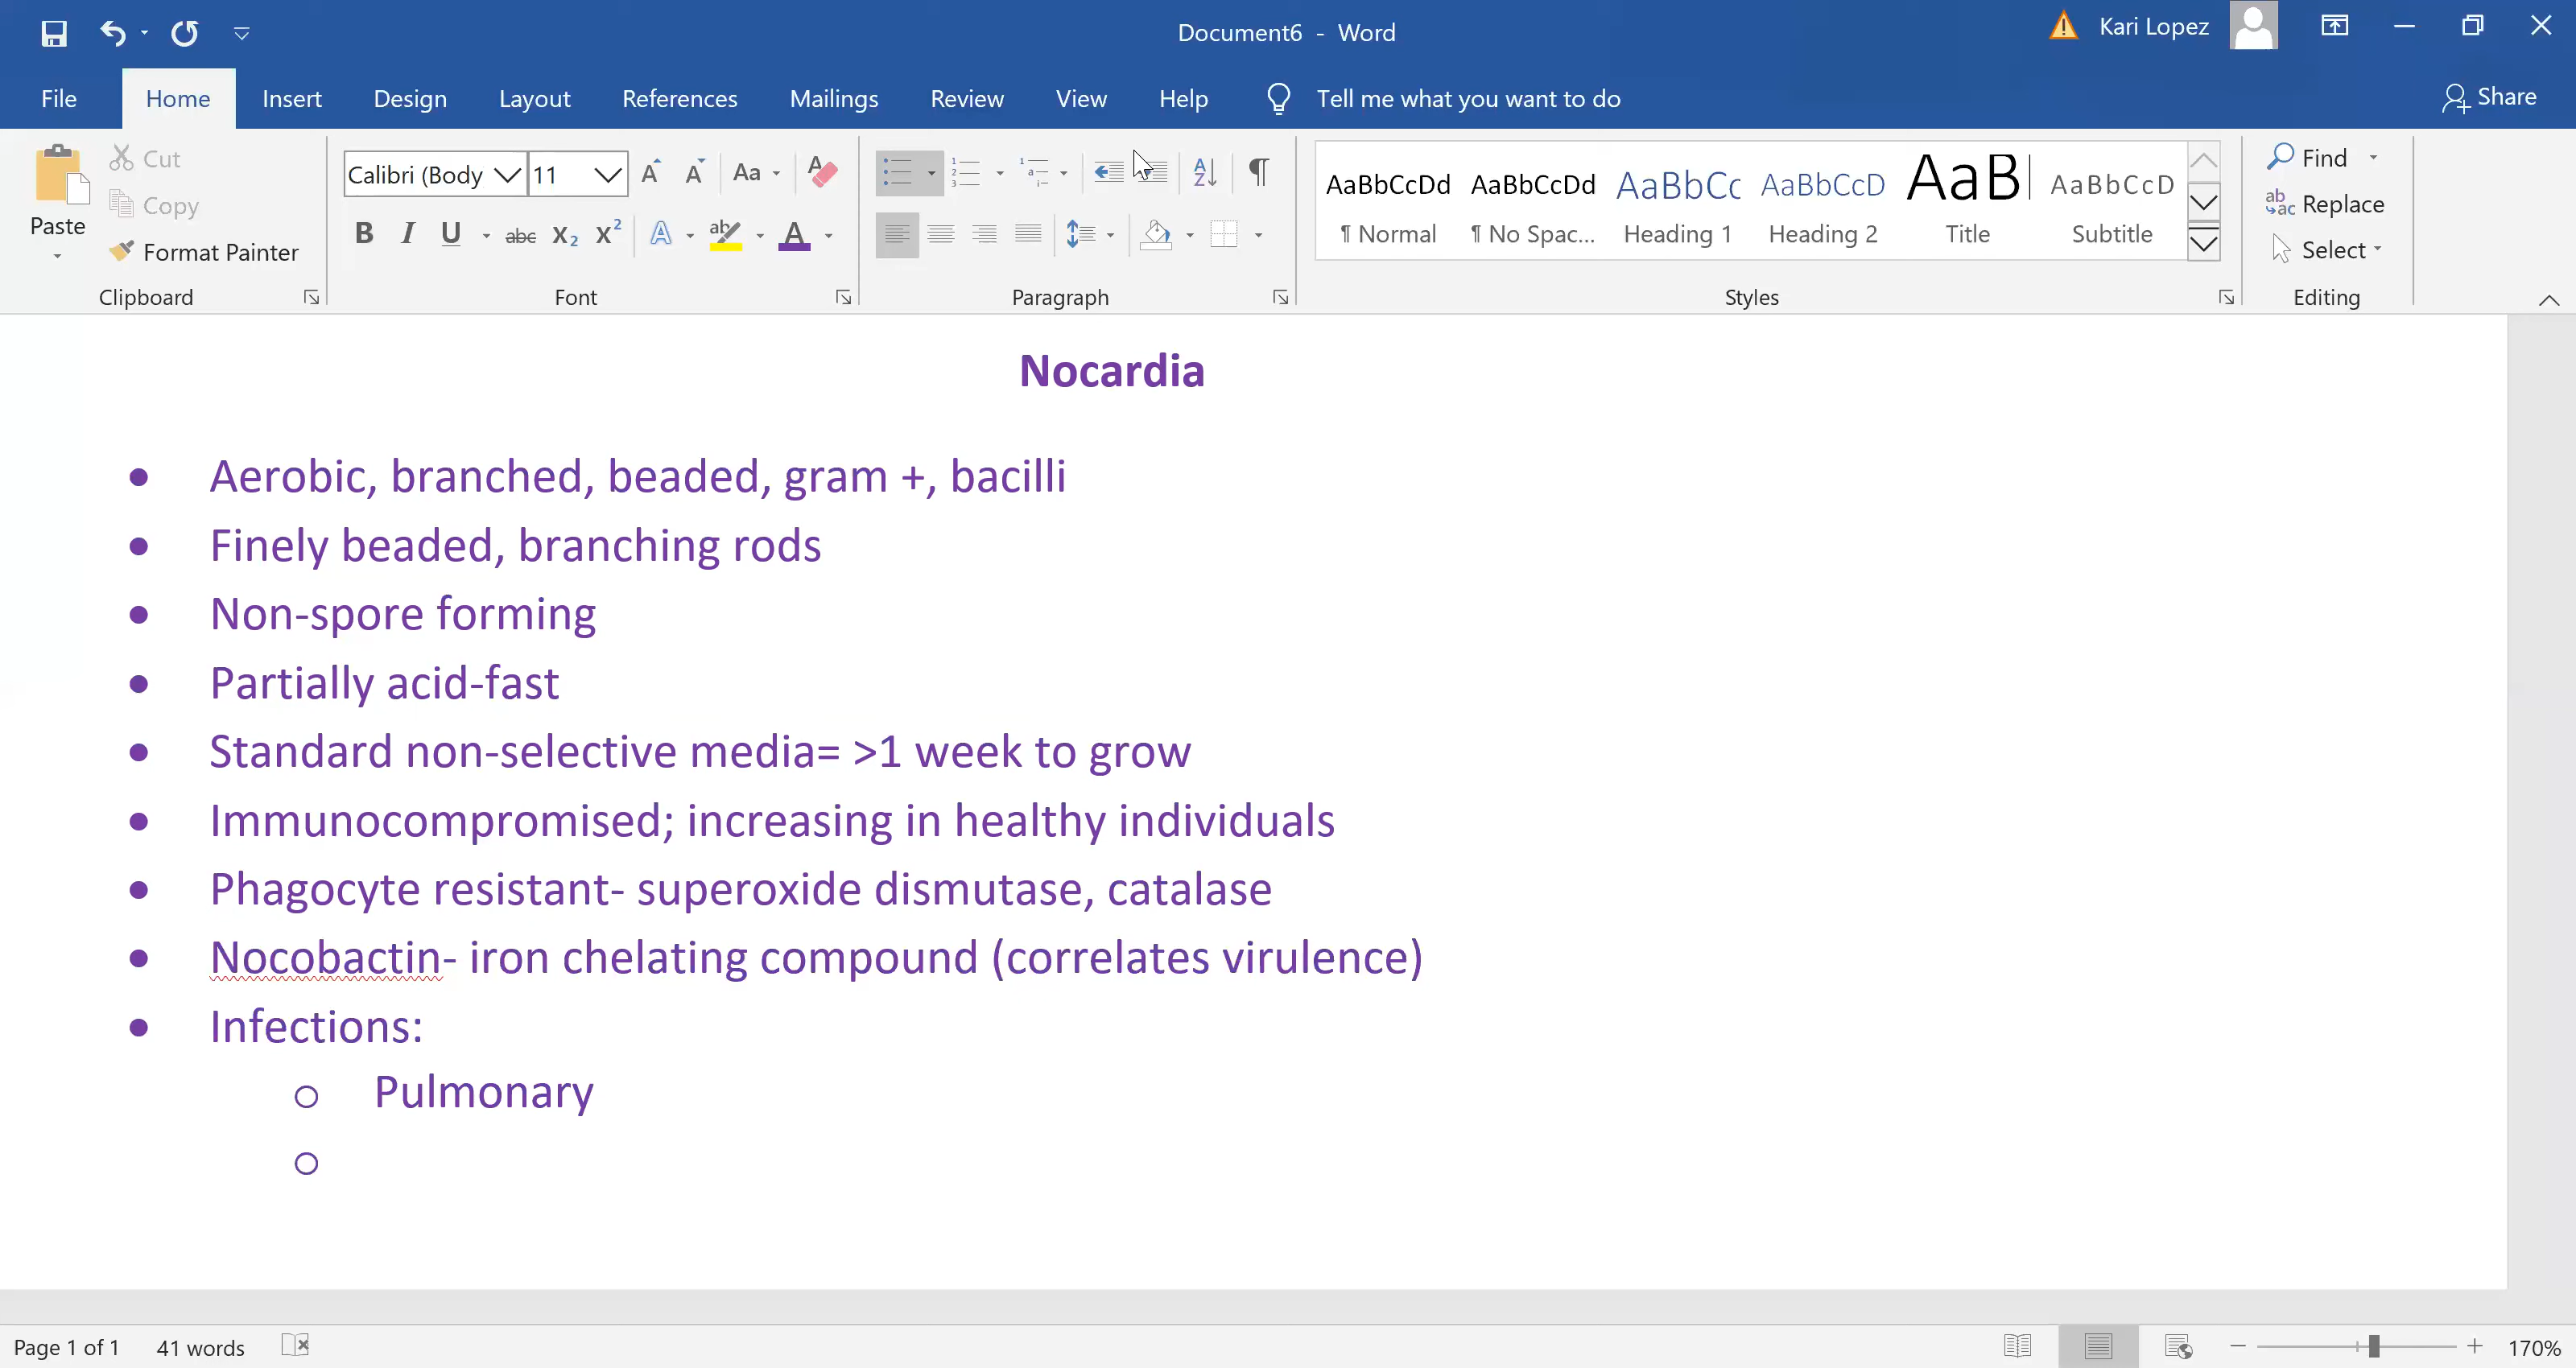 Document6 - Word
Kari Lopez
File Home Insert Design Layout References Mailings Review View Help Tell me what you want to do Share
Paste
Cut
Copy
Format Painter
Clipboard
Calibri (Body 11
Font
Paragraph
AaBbCcDd AaBbCcDd AaBbCc AaBbCcD AaB AaBbCcD
¶ Normal ¶ No Spac... Heading 1 Heading 2 Title Subtitle
Styles
Find
Replace
Select
Editing
Nocardia
• Aerobic, branched, beaded, gram +, bacilli
• Finely beaded, branching rods
• Non-spore forming
• Partially acid-fast
• Standard non-selective media= >1 week to grow
• Immunocompromised; increasing in healthy individuals
• Phagocyte resistant- superoxide dismutase, catalase
• Nocobactin- iron chelating compound (correlates virulence)
• Infections:
o Pulmonary
o
Page 1 of 1 41 words 170%